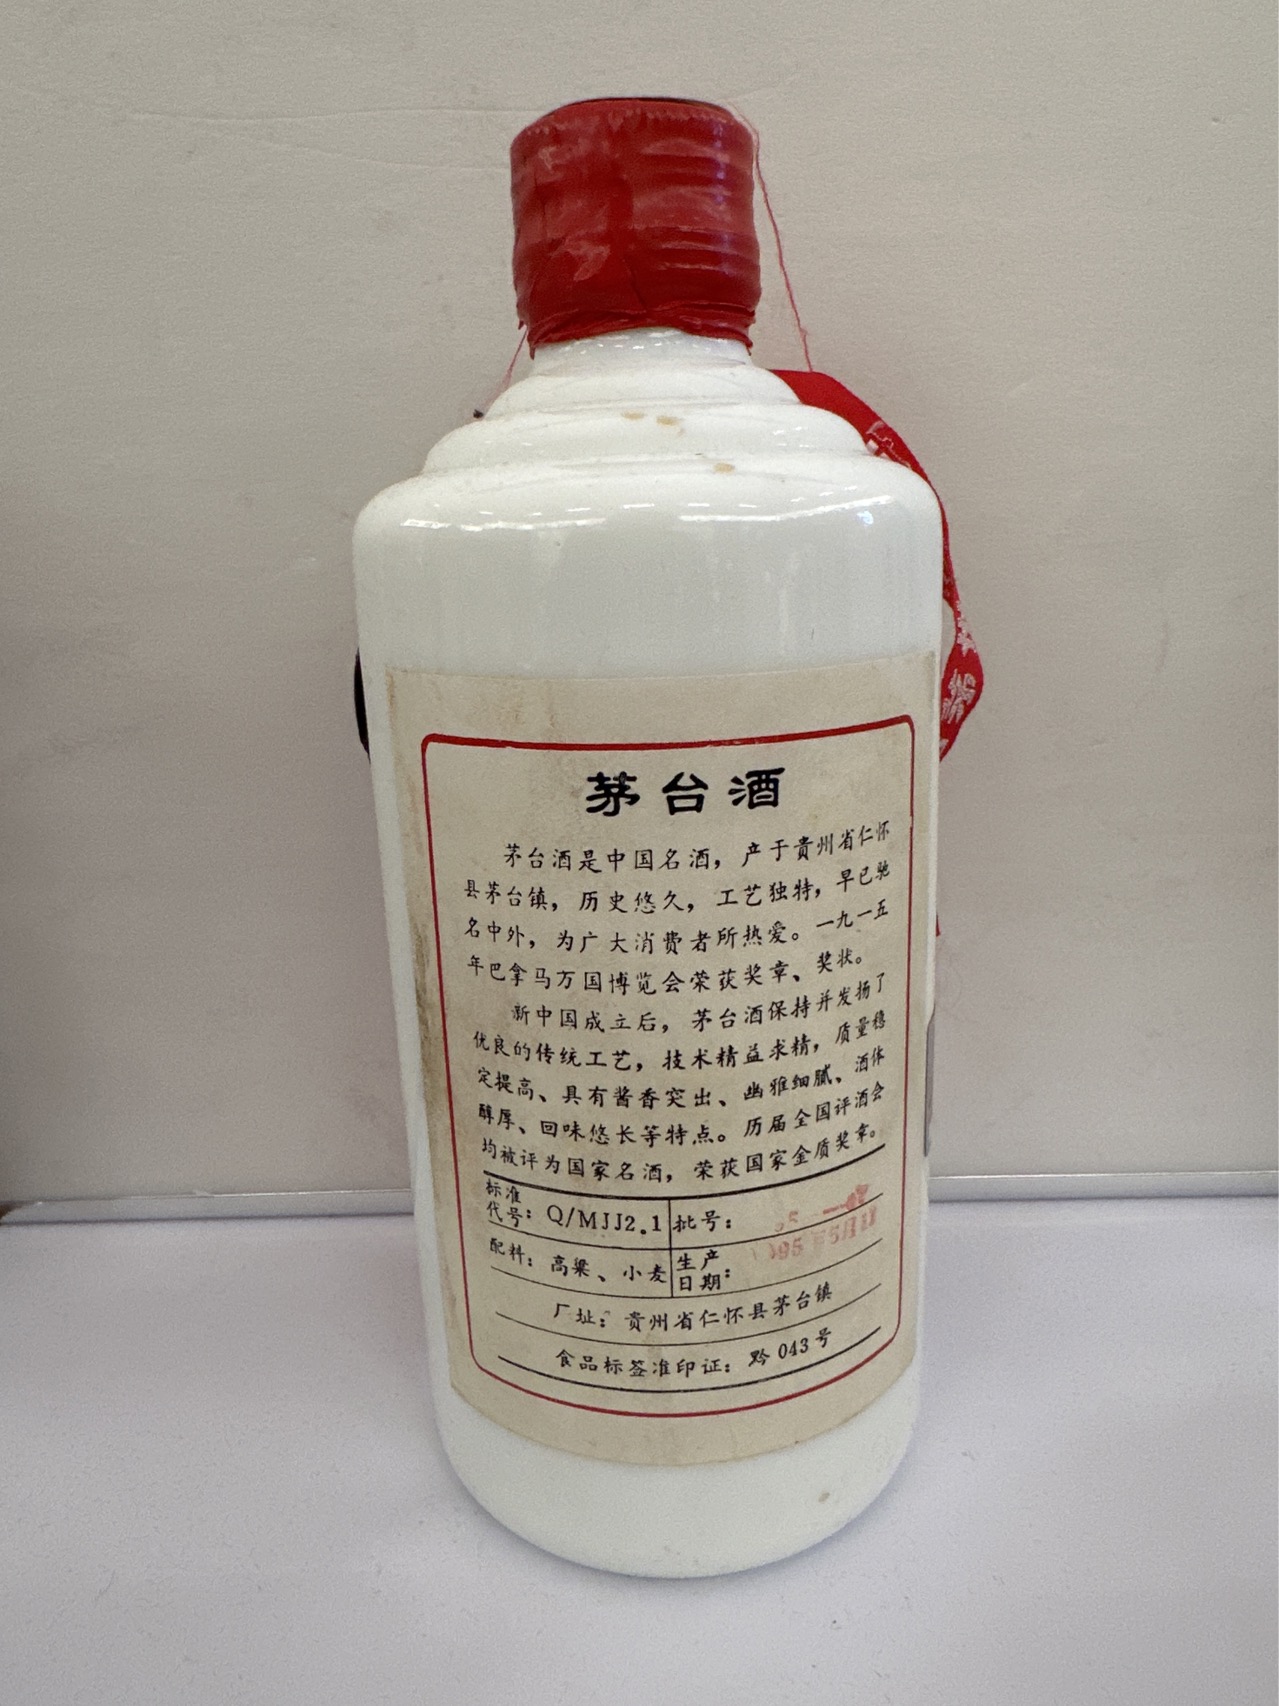 茅台酒
茅台酒是中国名酒，产于贵州省仁怀
县茅台镇，历史悠久，工艺独特，早已驰
名中外，为广大消费者所热爱。一九一五
年巴拿马万国博览会荣获奖章、奖状。
新中国成立后，茅台酒保持并发扬了
优良的传统工艺，技术精益求精，质量稳
定提高、具有酱香突出、幽雅细腻、酒体
醇厚、回味悠长等特点。历届全国评酒会
均被评为国家名酒，荣获国家金质奖章。
标准代号：Q/MJJ2.1 批号：
配料：高粱、小麦 生产日期：
厂址：贵州省仁怀县茅台镇
食品标签准印证：黔043号